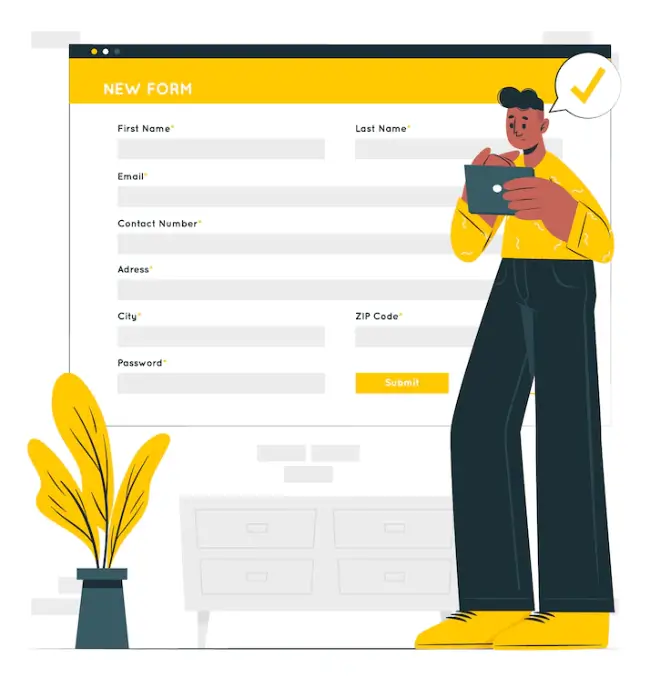 NEW FORM
First Name*
Last Name*
Email*
Contact Number*
Adress*
City*
ZIP Code*
Password*
Submit